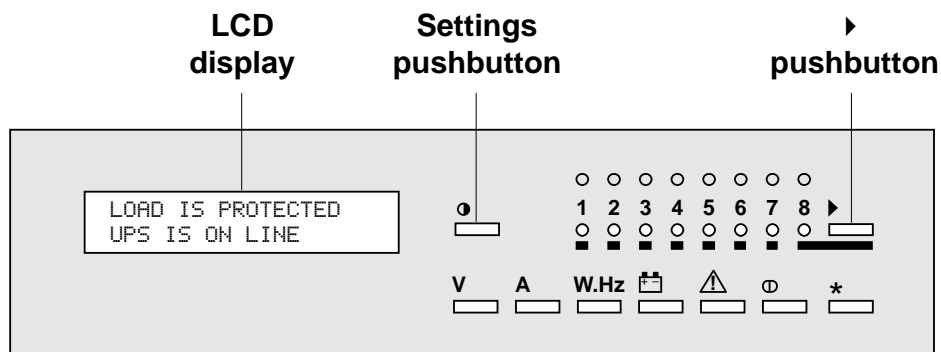 LCD
display
Settings
pushbutton
pushbutton
LOAD IS PROTECTED
UPS IS ON LINE
1 2 3 4 5 6 7 8
V A W.Hz + − *